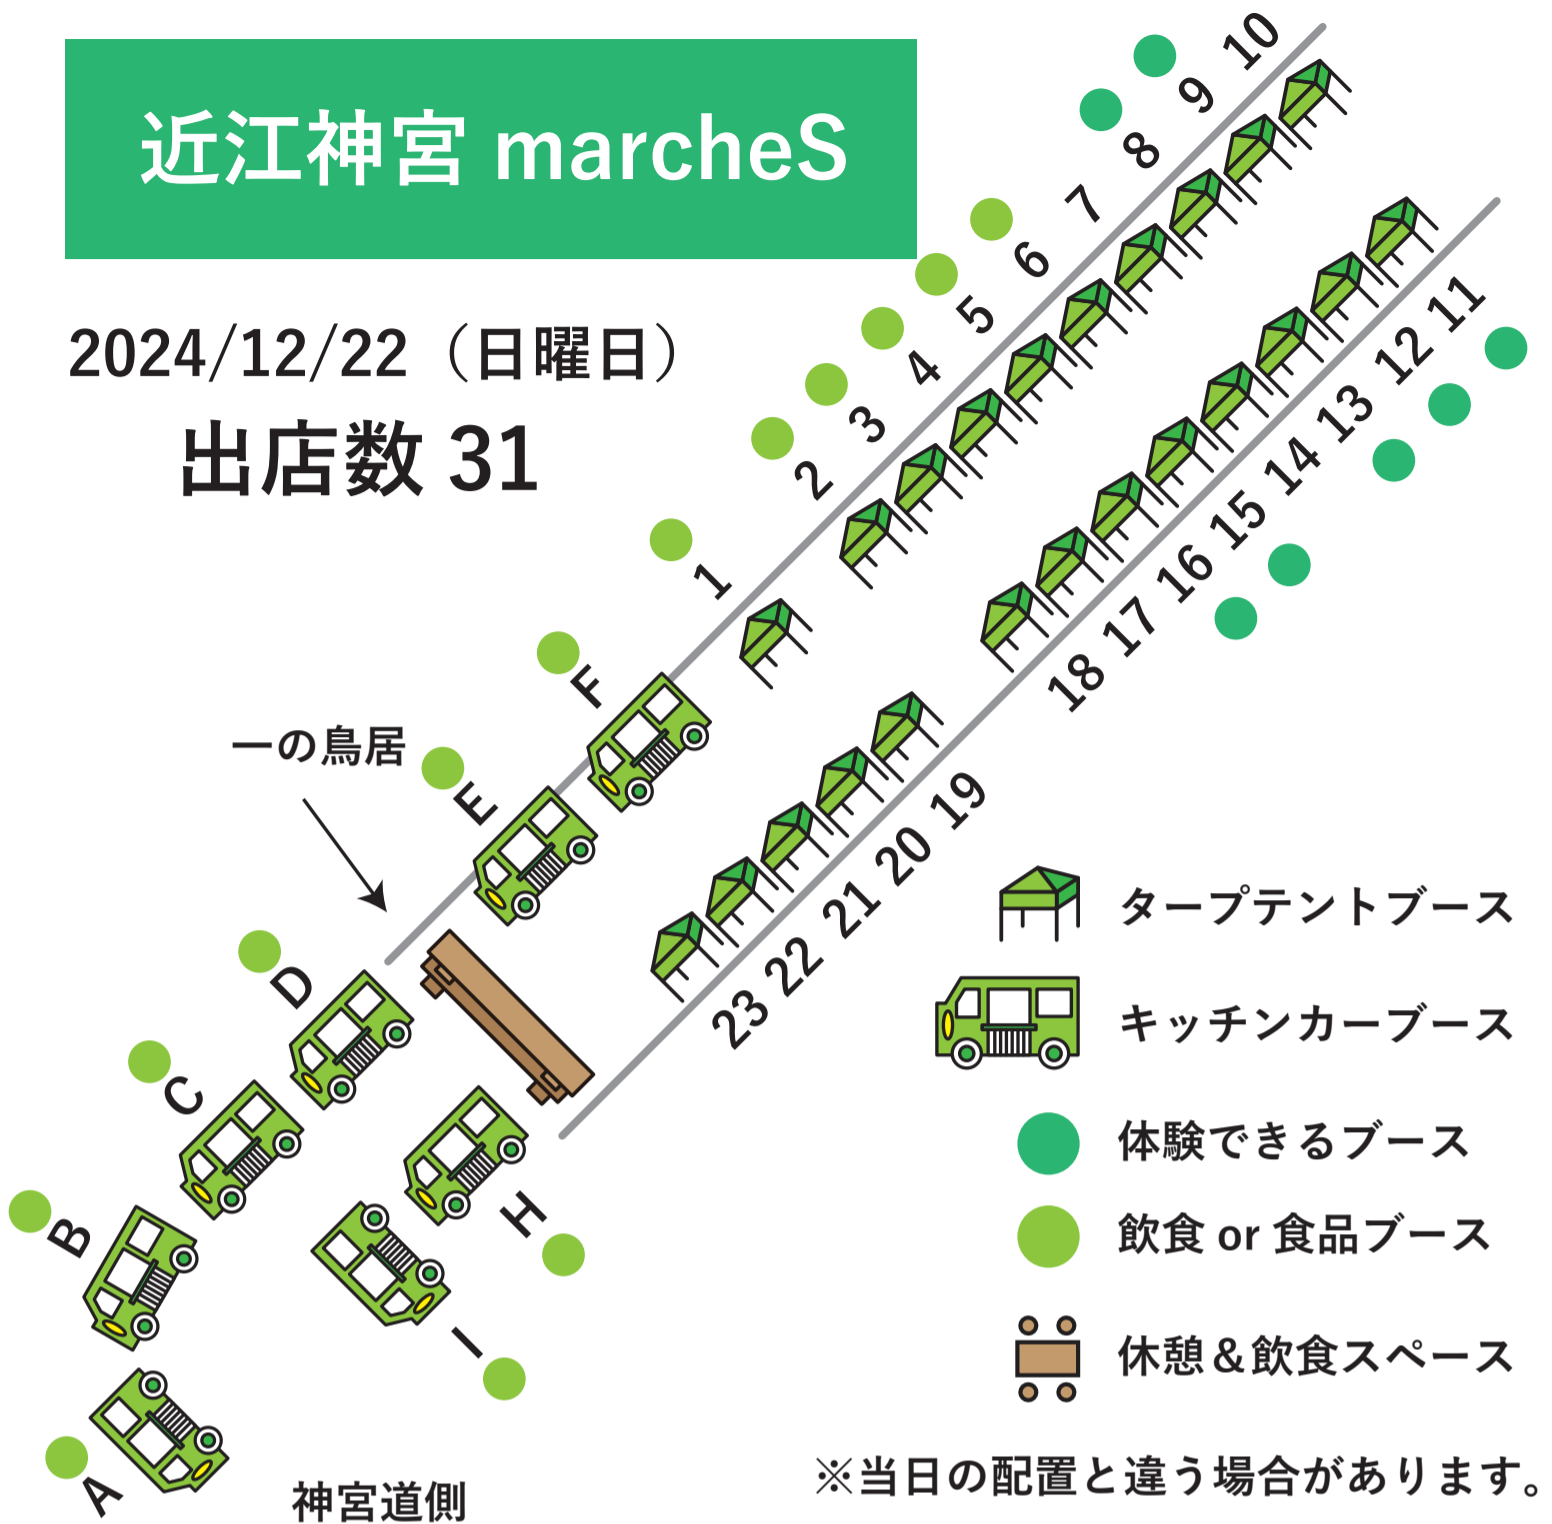 近江神宮 marcheS
2024/12/22（日曜日）
出店数 31
10
9
8
7
6
5
4
3
2
1
F
E
D
C
B
A
一の鳥居
11
12
13
14
15
16
17
18
19
20
21
22
23
H
I
神宮道側
タープテントブース
キッチンカーブース
体験できるブース
飲食 or 食品ブース
休憩＆飲食スペース
※当日の配置と違う場合があります。